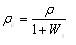 ρ = ρ / (1 + W)